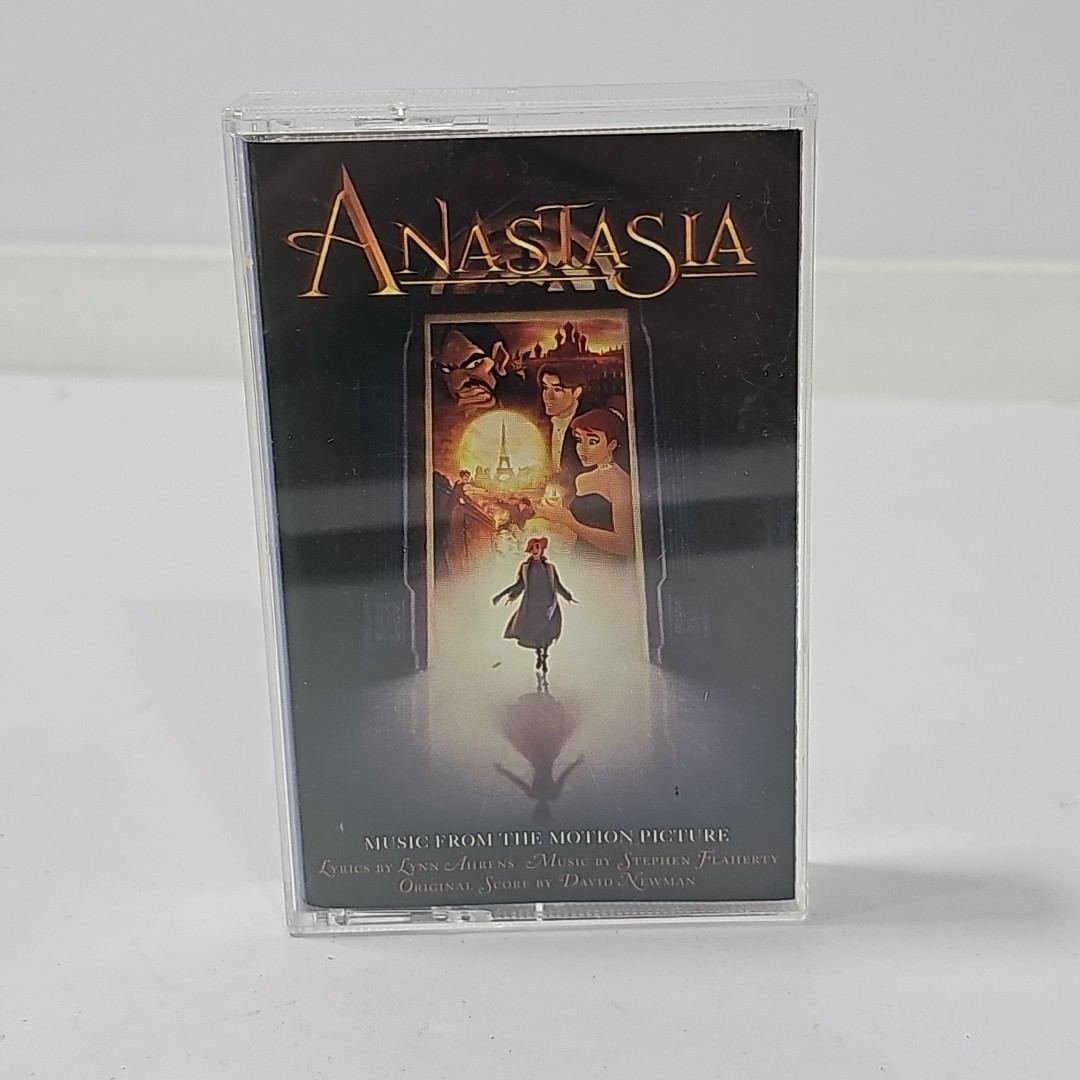 ANASTASIA
MUSIC FROM THE MOTION PICTURE
LYRICS BY LYNN AHRENS MUSIC BY STEPHEN FLAHERTY
ORIGINAL SCORE BY DAVID NEWMAN